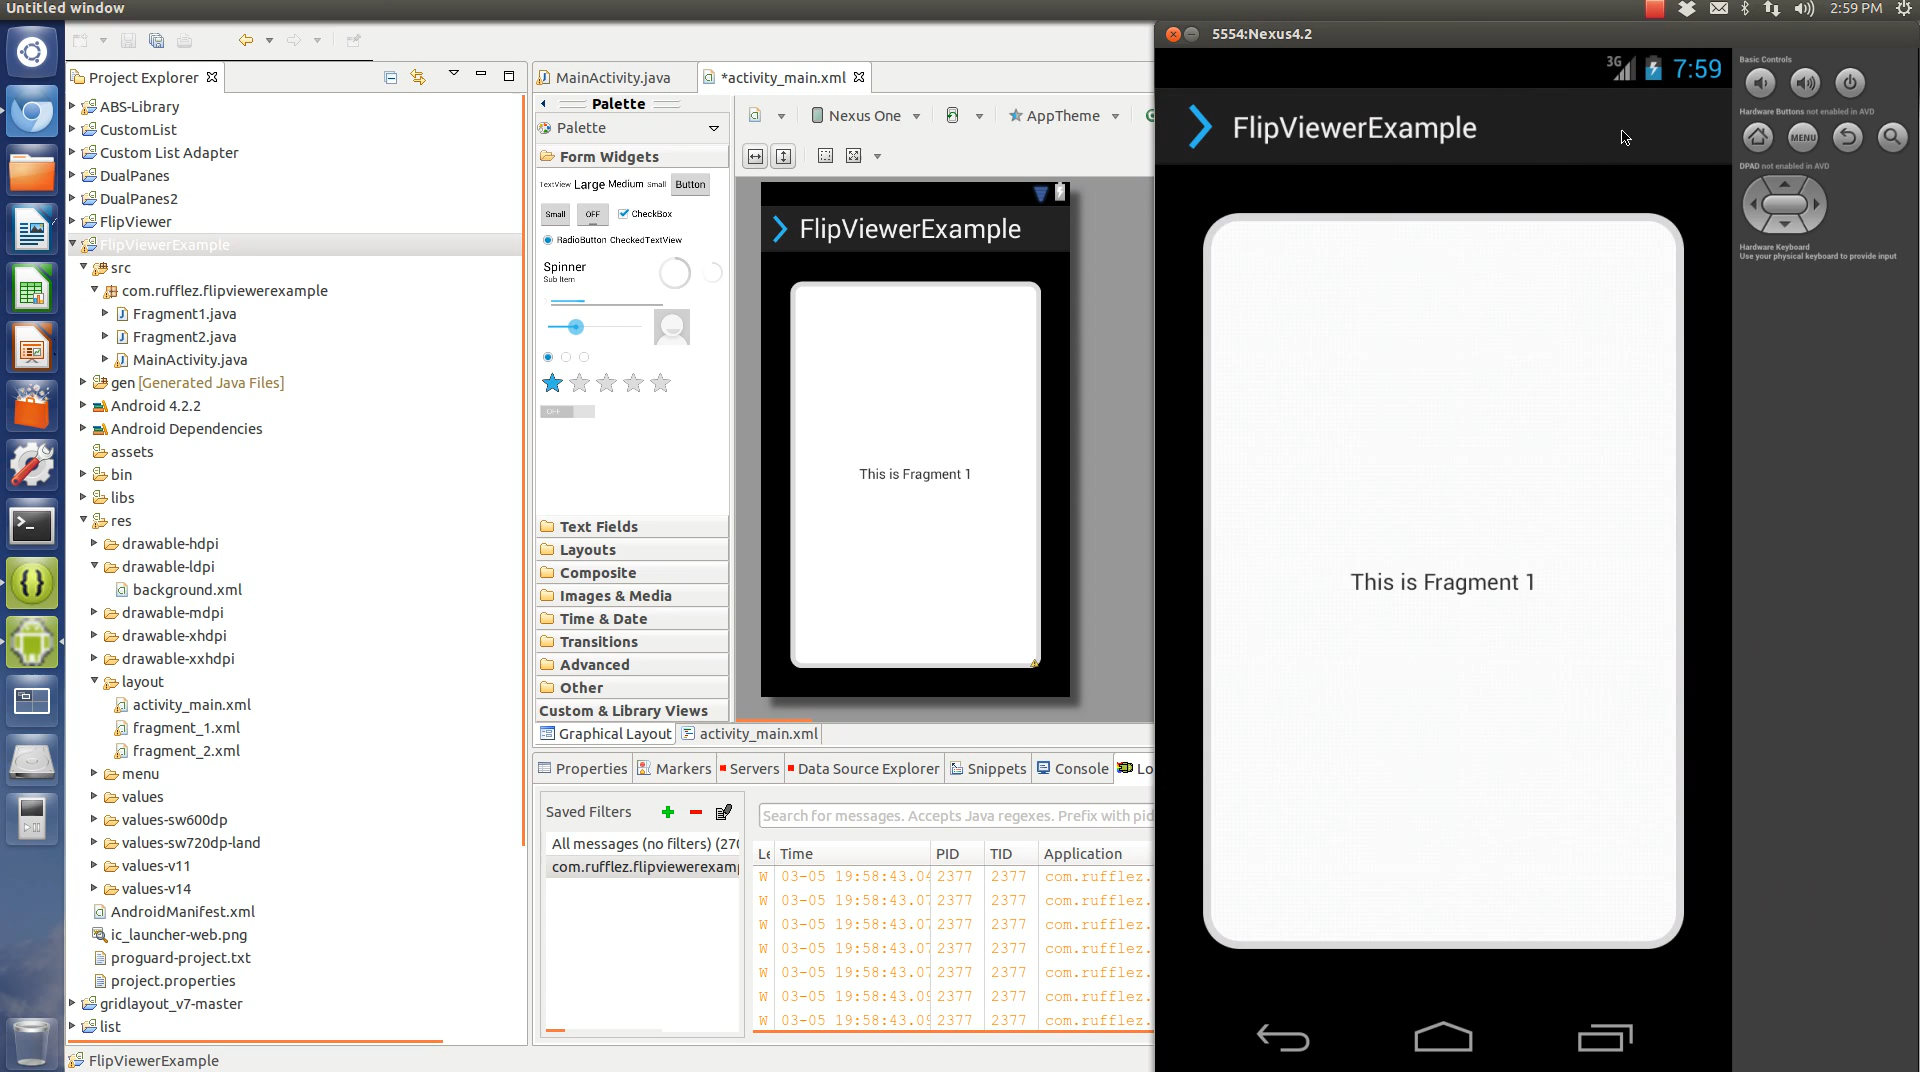 Untitled window
2:59 PM
5554:Nexus4.2
Project Explorer
ABS-Library
CustomList
Custom List Adapter
DualPanes
DualPanes2
FlipViewer
FlipViewerExample
src
com.rufflez.flipviewerexample
Fragment1.java
Fragment2.java
MainActivity.java
gen [Generated Java Files]
Android 4.2.2
Android Dependencies
assets
bin
libs
res
drawable-hdpi
drawable-ldpi
background.xml
drawable-mdpi
drawable-xhdpi
drawable-xxhdpi
layout
activity_main.xml
fragment_1.xml
fragment_2.xml
menu
values
values-sw600dp
values-sw720dp-land
values-v11
values-v14
AndroidManifest.xml
ic_launcher-web.png
proguard-project.txt
project.properties
gridlayout_v7-master
list
FlipViewerExample
MainActivity.java
*activity_main.xml
Palette
Palette
Form Widgets
TextView Large Medium Small Button
Small OFF CheckBox
RadioButton CheckedTextView
Spinner
Sub Item
OFF
Text Fields
Layouts
Composite
Images & Media
Time & Date
Transitions
Advanced
Other
Custom & Library Views
Nexus One
AppTheme
FlipViewerExample
This is Fragment 1
Graphical Layout
activity_main.xml
Properties
Markers
Servers
Data Source Explorer
Snippets
Console
Lo
Saved Filters
All messages (no filters) (270
com.rufflez.flipviewerexamp
Search for messages. Accepts Java regexes. Prefix with pid
Le Time PID TID Application
W 03-05 19:58:43.04 2377 2377 com.rufflez.
W 03-05 19:58:43.07 2377 2377 com.rufflez.
W 03-05 19:58:43.07 2377 2377 com.rufflez.
W 03-05 19:58:43.07 2377 2377 com.rufflez.
W 03-05 19:58:43.07 2377 2377 com.rufflez.
W 03-05 19:58:43.09 2377 2377 com.rufflez.
W 03-05 19:58:43.09 2377 2377 com.rufflez.
3G
7:59
FlipViewerExample
This is Fragment 1
Basic Controls
Hardware Buttons not enabled in AVD
MENU
DPAD not enabled in AVD
Hardware Keyboard
Use your physical keyboard to provide input